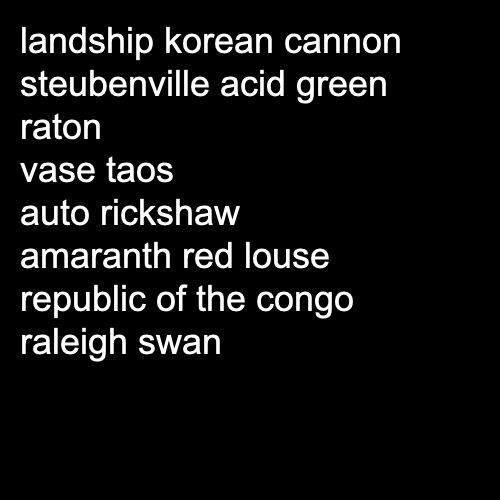 landship korean cannon
steubenville acid green
raton
vase taos
auto rickshaw
amaranth red louse
republic of the congo
raleigh swan